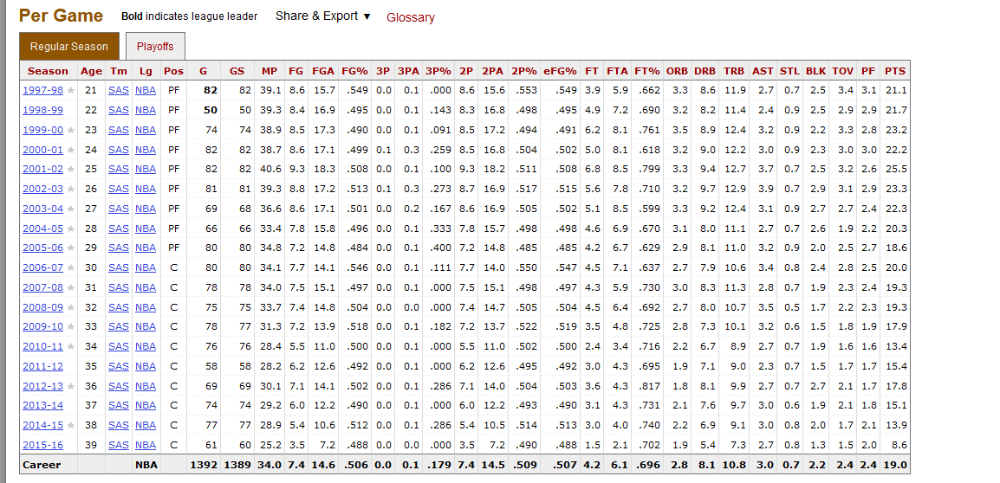 Per Game Bold indicates league leader Share & Export ▼ Glossary
Regular Season Playoffs
Season Age Tm Lg Pos G GS MP FG FGA FG% 3P 3PA 3P% 2P 2PA 2P% eFG% FT FTA FT% ORB DRB TRB AST STL BLK TOV PF PTS
1997-98 ★ 21 SAS NBA PF 82 82 39.1 8.6 15.7 .549 0.0 0.1 .000 8.6 15.6 .553 .549 3.9 5.9 .662 3.3 8.6 11.9 2.7 0.7 2.5 3.4 3.1 21.1
1998-99 22 SAS NBA PF 50 50 39.3 8.4 16.9 .495 0.0 0.1 .143 8.3 16.8 .498 .495 4.9 7.2 .690 3.2 8.2 11.4 2.4 0.9 2.5 2.9 2.9 21.7
1999-00 ★ 23 SAS NBA PF 74 74 38.9 8.5 17.3 .490 0.0 0.1 .091 8.5 17.2 .494 .491 6.2 8.1 .761 3.5 8.9 12.4 3.2 0.9 2.2 3.3 2.8 23.2
2000-01 ★ 24 SAS NBA PF 82 82 38.7 8.6 17.1 .499 0.1 0.3 .259 8.5 16.8 .504 .502 5.0 8.1 .618 3.2 9.0 12.2 3.0 0.9 2.3 3.0 3.0 22.2
2001-02 ★ 25 SAS NBA PF 82 82 40.6 9.3 18.3 .508 0.0 0.1 .100 9.3 18.2 .511 .508 6.8 8.5 .799 3.3 9.4 12.7 3.7 0.7 2.5 3.2 2.6 25.5
2002-03 ★ 26 SAS NBA PF 81 81 39.3 8.8 17.2 .513 0.1 0.3 .273 8.7 16.9 .517 .515 5.6 7.8 .710 3.2 9.7 12.9 3.9 0.7 2.9 3.1 2.9 23.3
2003-04 ★ 27 SAS NBA PF 69 68 36.6 8.6 17.1 .501 0.0 0.2 .167 8.6 16.9 .505 .502 5.1 8.5 .599 3.3 9.2 12.4 3.1 0.9 2.7 2.7 2.4 22.3
2004-05 ★ 28 SAS NBA PF 66 66 33.4 7.8 15.8 .496 0.0 0.1 .333 7.8 15.7 .498 .498 4.6 6.9 .670 3.1 8.0 11.1 2.7 0.7 2.6 1.9 2.2 20.3
2005-06 ★ 29 SAS NBA PF 80 80 34.8 7.2 14.8 .484 0.0 0.1 .400 7.2 14.8 .485 .485 4.2 6.7 .629 2.9 8.1 11.0 3.2 0.9 2.0 2.5 2.7 18.6
2006-07 ★ 30 SAS NBA C 80 80 34.1 7.7 14.1 .546 0.0 0.1 .111 7.7 14.0 .550 .547 4.5 7.1 .637 2.7 7.9 10.6 3.4 0.8 2.4 2.8 2.5 20.0
2007-08 ★ 31 SAS NBA C 78 78 34.0 7.5 15.1 .497 0.0 0.1 .000 7.5 15.1 .498 .497 4.3 5.9 .730 3.0 8.3 11.3 2.8 0.7 1.9 2.3 2.4 19.3
2008-09 ★ 32 SAS NBA C 75 75 33.7 7.4 14.8 .504 0.0 0.0 .000 7.4 14.7 .505 .504 4.5 6.4 .692 2.7 8.0 10.7 3.5 0.5 1.7 2.2 2.3 19.3
2009-10 ★ 33 SAS NBA C 78 77 31.3 7.2 13.9 .518 0.0 0.1 .182 7.2 13.7 .522 .519 3.5 4.8 .725 2.8 7.3 10.1 3.2 0.6 1.5 1.8 1.9 17.9
2010-11 ★ 34 SAS NBA C 76 76 28.4 5.5 11.0 .500 0.0 0.1 .000 5.5 11.0 .502 .500 2.4 3.4 .716 2.2 6.7 8.9 2.7 0.7 1.9 1.6 1.6 13.4
2011-12 35 SAS NBA C 58 58 28.2 6.2 12.6 .492 0.0 0.1 .000 6.2 12.6 .495 .492 3.0 4.3 .695 1.9 7.1 9.0 2.3 0.7 1.5 1.7 1.7 15.4
2012-13 ★ 36 SAS NBA C 69 69 30.1 7.1 14.1 .502 0.0 0.1 .286 7.1 14.0 .504 .503 3.6 4.3 .817 1.8 8.1 9.9 2.7 0.7 2.7 2.1 1.7 17.8
2013-14 37 SAS NBA C 74 74 29.2 6.0 12.2 .490 0.0 0.1 .000 6.0 12.2 .493 .490 3.1 4.3 .731 2.1 7.6 9.7 3.0 0.6 1.9 2.1 1.8 15.1
2014-15 ★ 38 SAS NBA C 77 77 28.9 5.4 10.6 .512 0.0 0.1 .286 5.4 10.5 .514 .513 3.0 4.0 .740 2.2 6.9 9.1 3.0 0.8 2.0 1.7 2.1 13.9
2015-16 39 SAS NBA C 61 60 25.2 3.5 7.2 .488 0.0 0.0 .000 3.5 7.2 .490 .488 1.5 2.1 .702 1.9 5.4 7.3 2.7 0.8 1.3 1.5 2.0 8.6
Career NBA 1392 1389 34.0 7.4 14.6 .506 0.0 0.1 .179 7.4 14.5 .509 .507 4.2 6.1 .696 2.8 8.1 10.8 3.0 0.7 2.2 2.4 2.4 19.0